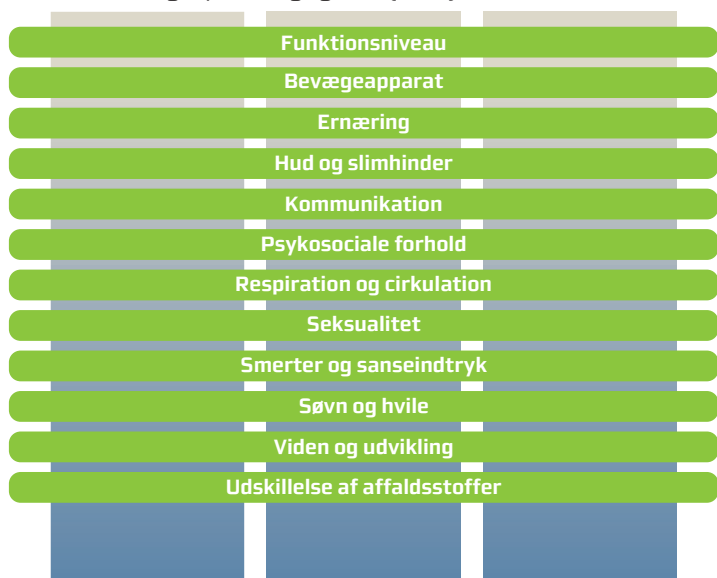 Funktionsniveau
Bevægeapparat
Ernæring
Hud og slimhinder
Kommunikation
Psykosociale forhold
Respiration og cirkulation
Seksualitet
Smerter og sanseindtryk
Søvn og hvile
Viden og udvikling
Udskillelse af affaldsstoffer